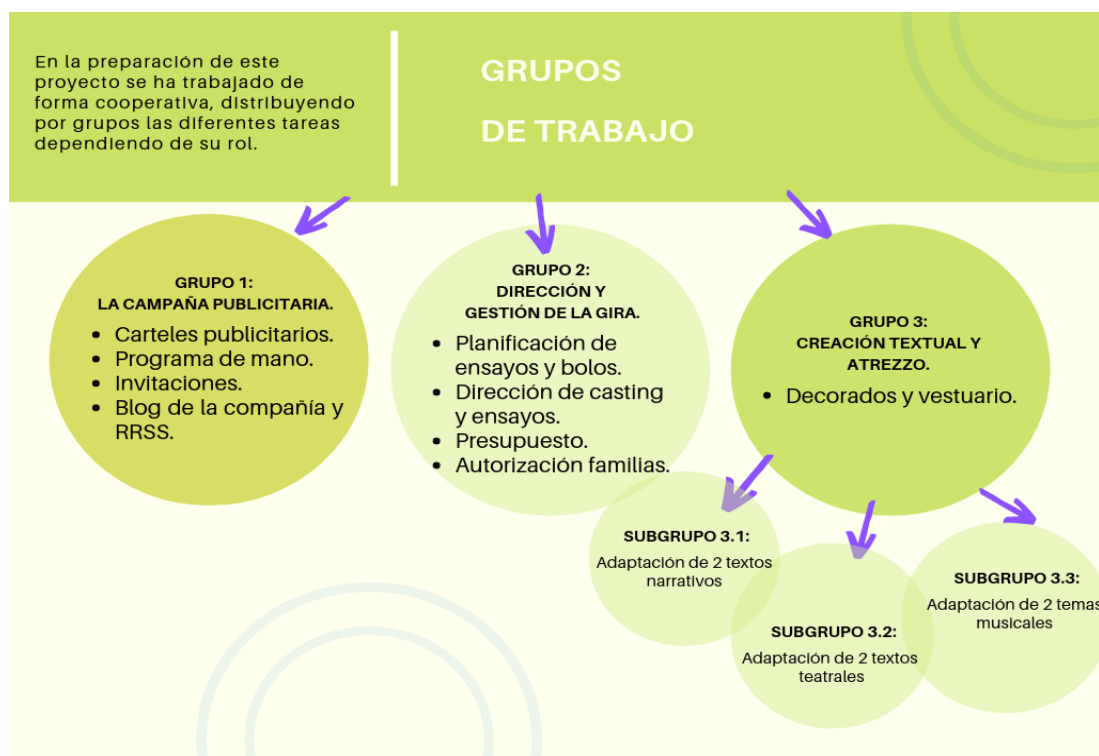 En la preparación de este
proyecto se ha trabajado de
forma cooperativa, distribuyendo
por grupos las diferentes tareas
dependiendo de su rol.
GRUPOS
DE TRABAJO
GRUPO 1:
LA CAMPAÑA PUBLICITARIA.
• Carteles publicitarios.
• Programa de mano.
• Invitaciones.
• Blog de la compañía y
RRSS.
GRUPO 2:
DIRECCIÓN Y
GESTIÓN DE LA GIRA.
• Planificación de
ensayos y bolos.
• Dirección de casting
y ensayos.
• Presupuesto.
• Autorización familias.
GRUPO 3:
CREACIÓN TEXTUAL Y
ATREZZO.
• Decorados y vestuario.
SUBGRUPO 3.1:
Adaptación de 2 textos
narrativos
SUBGRUPO 3.2:
Adaptación de 2 textos
teatrales
SUBGRUPO 3.3:
Adaptación de 2 temas
musicales